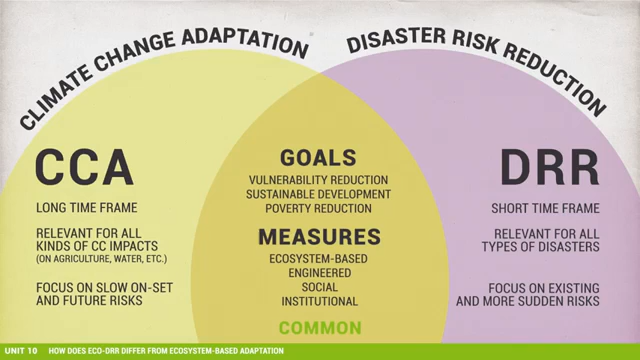 CLIMATE CHANGE ADAPTATION
DISASTER RISK REDUCTION
CCA
LONG TIME FRAME
RELEVANT FOR ALL
KINDS OF CC IMPACTS
(ON AGRICULTURE, WATER, ETC.)
FOCUS ON SLOW ON-SET
AND FUTURE RISKS
GOALS
VULNERABILITY REDUCTION
SUSTAINABLE DEVELOPMENT
POVERTY REDUCTION
MEASURES
ECOSYSTEM-BASED
ENGINEERED
SOCIAL
INSTITUTIONAL
COMMON
DRR
SHORT TIME FRAME
RELEVANT FOR ALL
TYPES OF DISASTERS
FOCUS ON EXISTING
AND MORE SUDDEN RISKS
UNIT 10 HOW DOES ECO-DRR DIFFER FROM ECOSYSTEM-BASED ADAPTATION